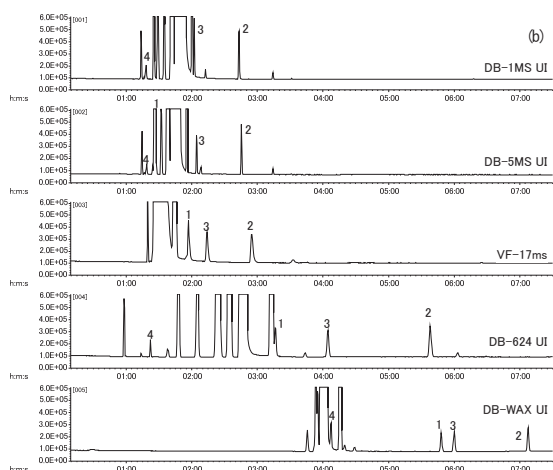 6.0E+05 [001] 3 2 (b)
5.0E+05
4.0E+05
3.0E+05
2.0E+05 4 DB-1MS UI
1.0E+05
0.0E+00
h:m:s 01:00 02:00 03:00 04:00 05:00 06:00 07:00
6.0E+05 [002] 1 2
5.0E+05
4.0E+05
3.0E+05 3
2.0E+05 4 DB-5MS UI
1.0E+05
0.0E+00
h:m:s 01:00 02:00 03:00 04:00 05:00 06:00 07:00
6.0E+05 [003]
5.0E+05 1
4.0E+05 3 2
3.0E+05
2.0E+05 VF-17ms
1.0E+05
0.0E+00
h:m:s 01:00 02:00 03:00 04:00 05:00 06:00 07:00
6.0E+05 [004]
5.0E+05
4.0E+05 2
3.0E+05 1 3
2.0E+05 4 DB-624 UI
1.0E+05
0.0E+00
h:m:s 01:00 02:00 03:00 04:00 05:00 06:00 07:00
6.0E+05 [005] DB-WAX UI
5.0E+05
4.0E+05
3.0E+05 4
2.0E+05 1 3 2
1.0E+05
0.0E+00
h:m:s 01:00 02:00 03:00 04:00 05:00 06:00 07:00